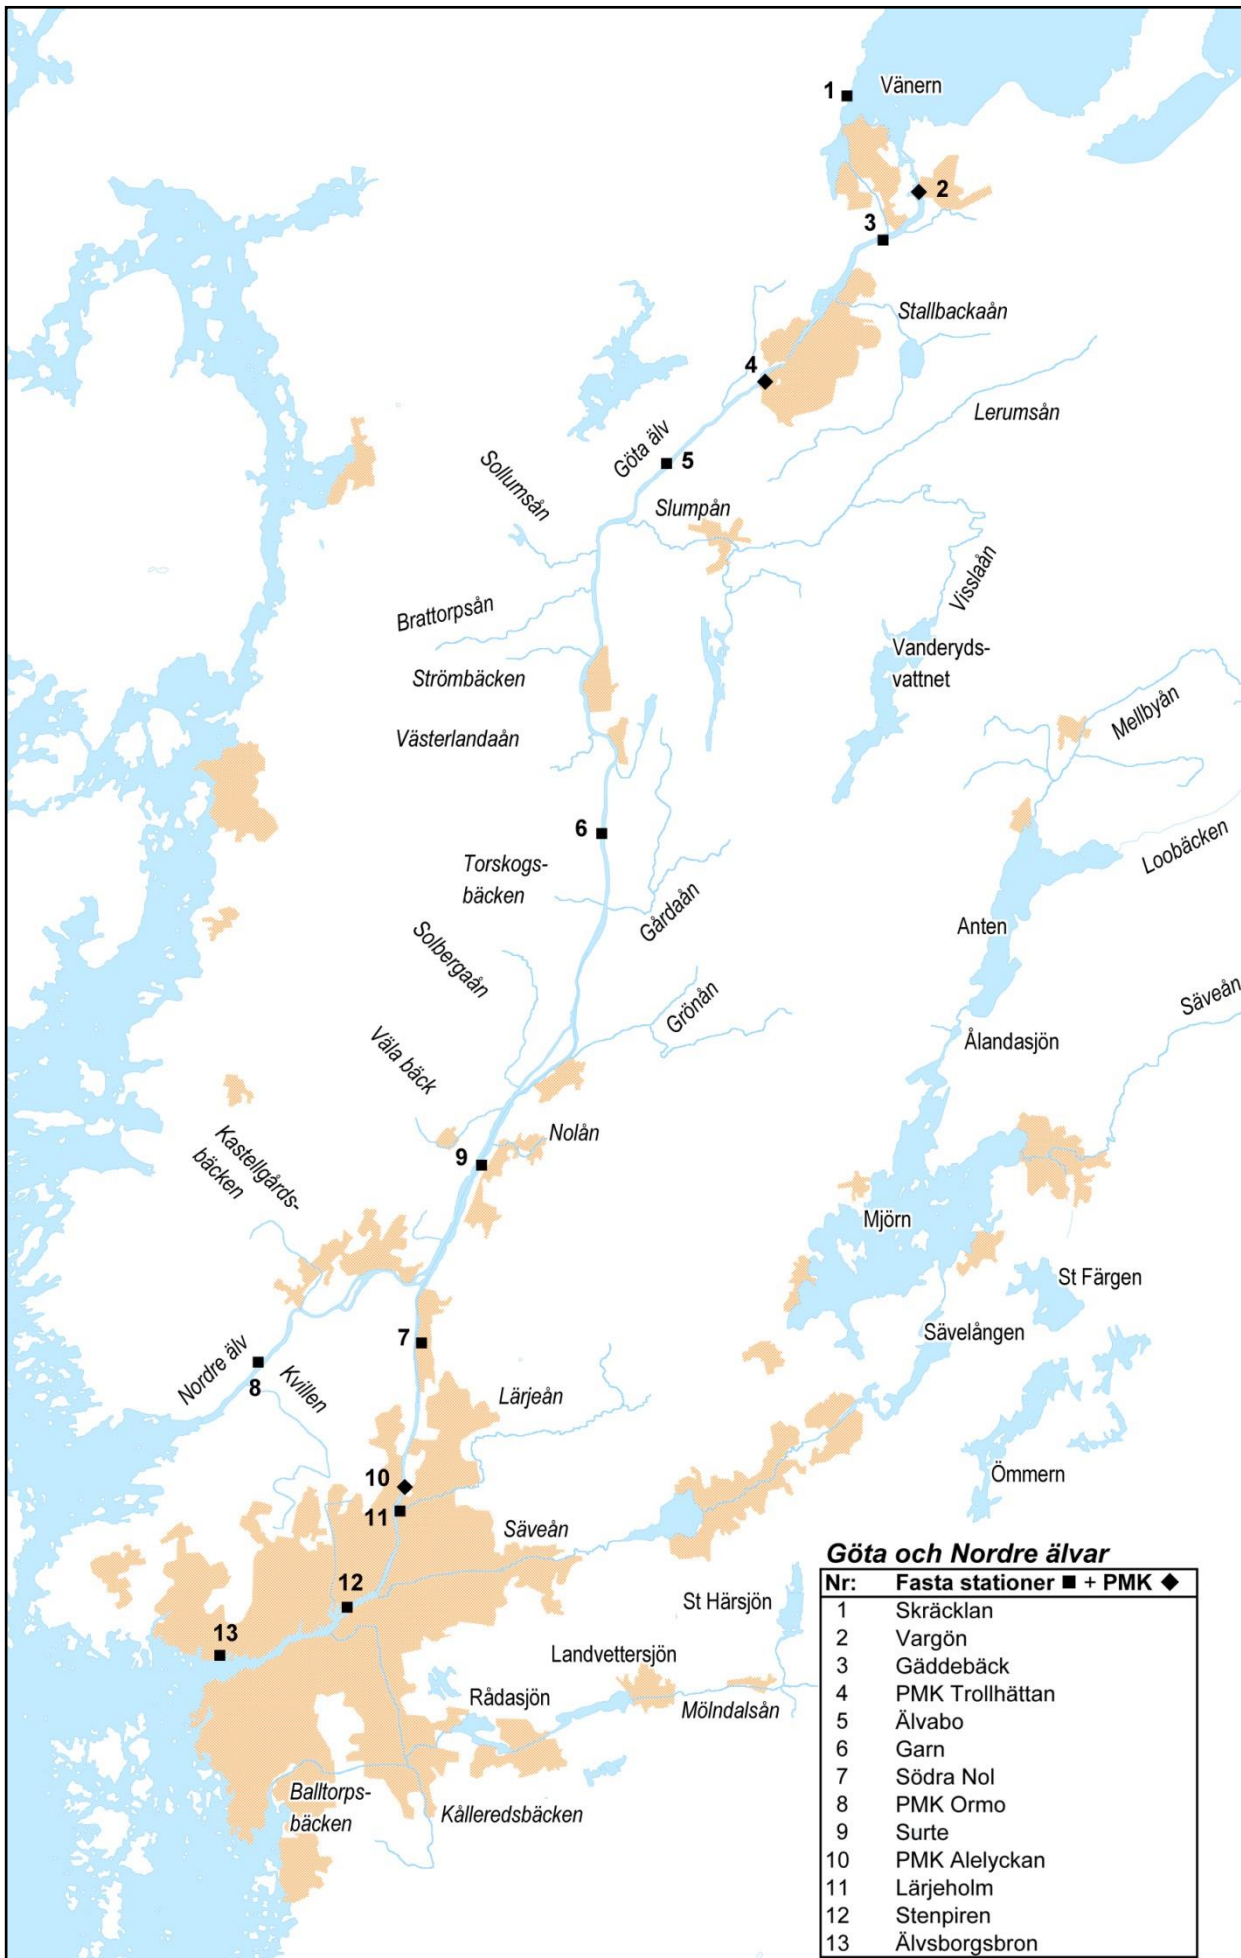 1
Vänern
2
3
Stallbackaån
4
Lerumsån
Göta älv
5
Sollumsån
Slumpån
Visslaån
Brattorpsån
Vanderyds-
vattnet
Strömbäcken
Mellbyån
Västerlandaån
6
Loobäcken
Torskogs-
bäcken
Gårdaån
Anten
Solbergaån
Säveån
Grönån
Ålandasjön
Väla bäck
Nolån
9
Kastellgårds-
bäcken
Mjörn
St Färgen
Sävelången
7
Nordre älv
8
Kvillen
Lärjeån
10
Ömmern
11
Säveån
12
St Härsjön
13
Landvettersjön
Rådasjön
Mölndalsån
Balltorps-
bäcken
Kålleredsbäcken
Göta och Nordre älvar
Nr: Fasta stationer ■ + PMK ◆
1 Skräcklan
2 Vargön
3 Gäddebäck
4 PMK Trollhättan
5 Älvabo
6 Garn
7 Södra Nol
8 PMK Ormo
9 Surte
10 PMK Alelyckan
11 Lärjeholm
12 Stenpiren
13 Älvsborgsbron